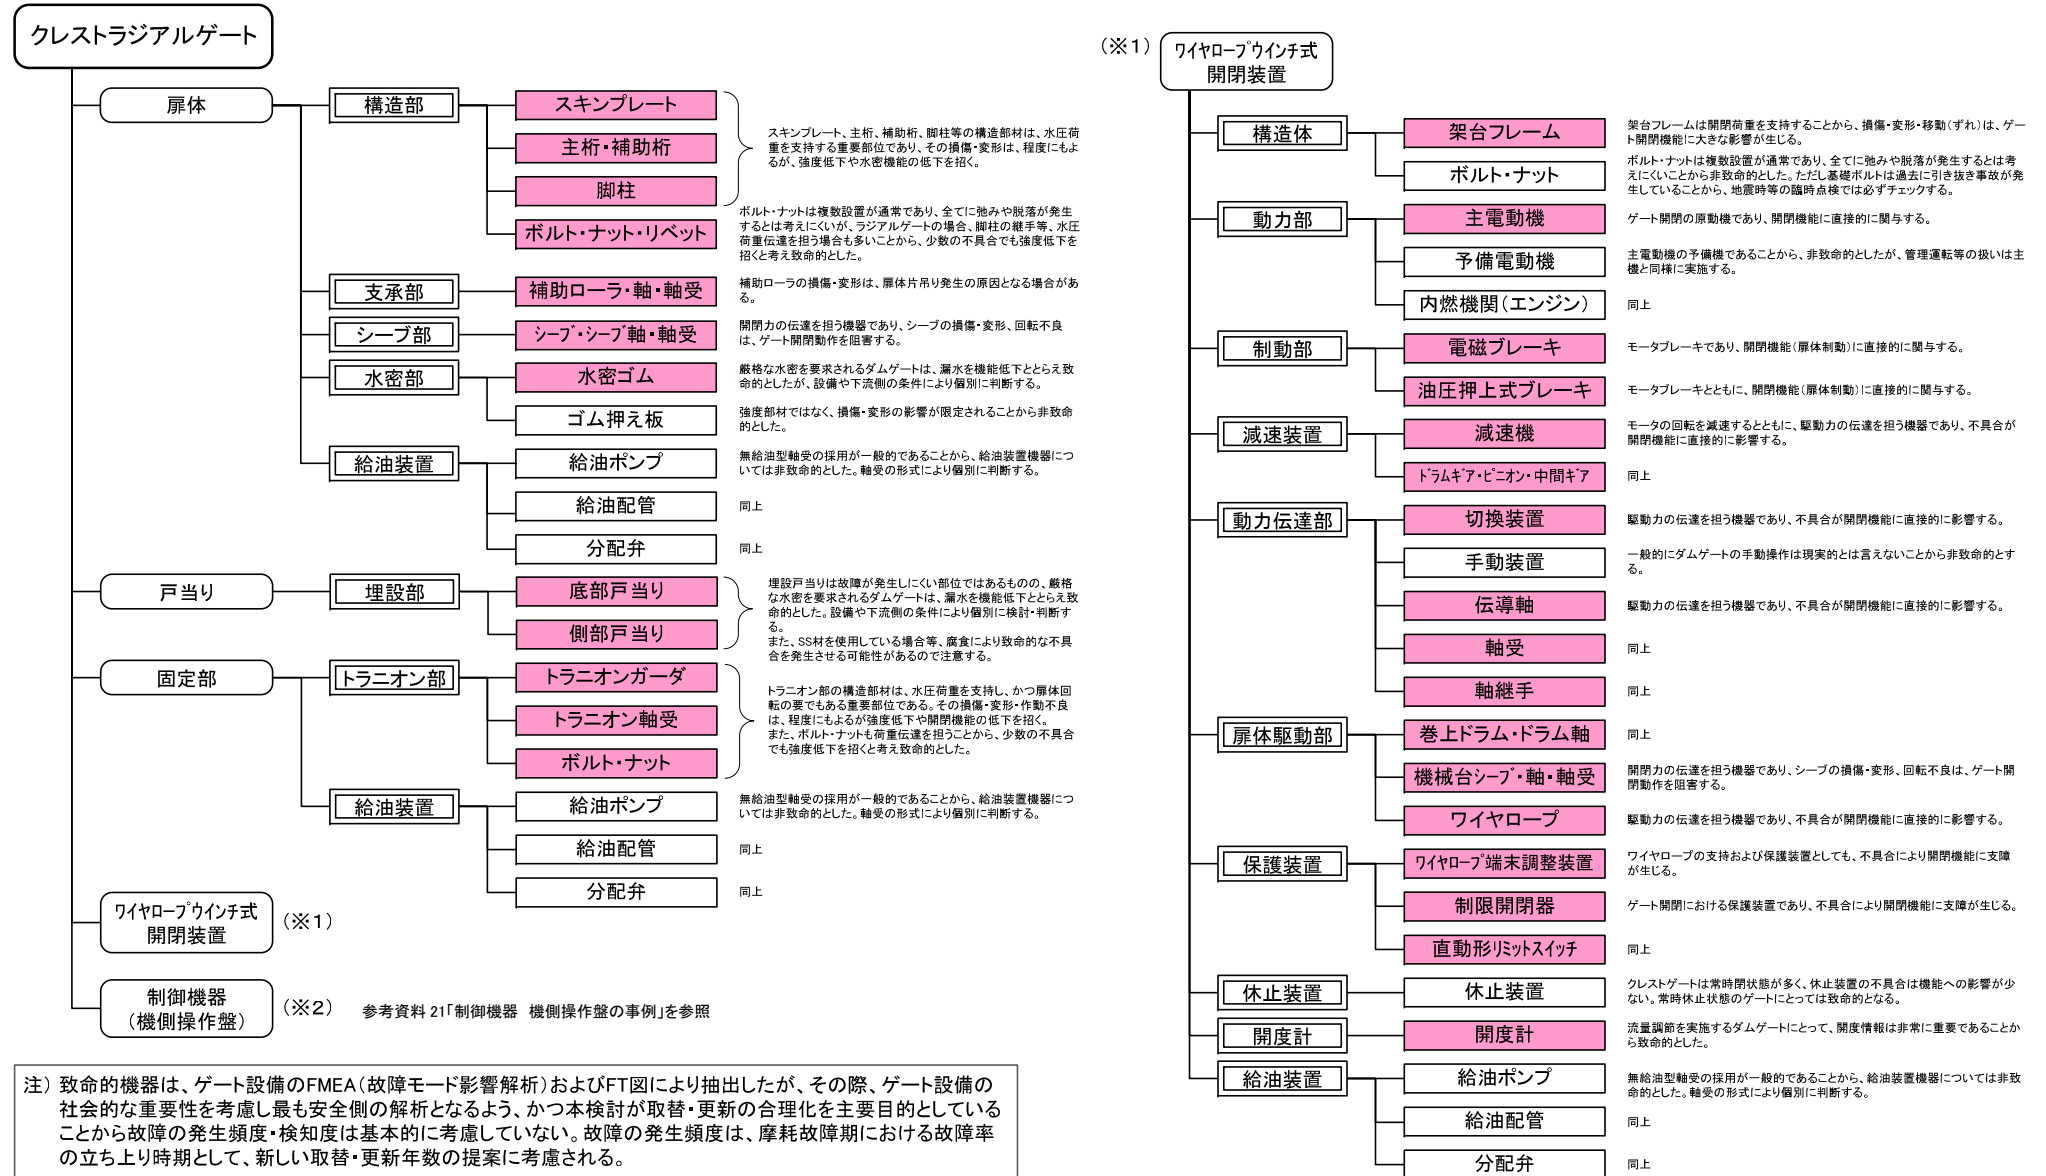 クレストラジアルゲート
扉体
構造部
スキンプレート
主桁・補助桁
脚柱
スキンプレート、主桁、補助桁、脚柱等の構造部材は、水圧荷
重を支持する重要部位であり、その損傷・変形は、程度にもよ
るが、強度低下や水密機能の低下を招く。
ボルト・ナット・リベット
ボルト・ナットは複数設置が通常であり、全てに弛みや脱落が発生
するとは考えにくいが、ラジアルゲートの場合、脚柱の継手等、水圧
荷重伝達を担う場合も多いことから、少数の不具合でも強度低下を
招くと考え致命的とした。
支承部
補助ローラ・軸・軸受
補助ローラの損傷・変形は、扉体片吊り発生の原因となる場合があ
る。
シーブ部
シーブ・シーブ軸・軸受
開閉力の伝達を担う機器であり、シーブの損傷・変形、回転不良
は、ゲート開閉動作を阻害する。
水密部
水密ゴム
厳格な水密を要求されるダムゲートは、漏水を機能低下ととらえ致
命的としたが、設備や下流側の条件により個別に判断する。
ゴム押え板
強度部材ではなく、損傷・変形の影響が限定されることから非致命
的とした。
給油装置
給油ポンプ
無給油型軸受の採用が一般的であることから、給油装置機器につ
いては非致命的とした。軸受の形式により個別に判断する。
給油配管
同上
分配弁
同上
戸当り
埋設部
底部戸当り
側部戸当り
埋設戸当りは故障が発生しにくい部位ではあるものの、厳格
な水密を要求されるダムゲートは、漏水を機能低下ととらえ致
命的とした。設備や下流側の条件により個別に検討・判断す
る。
また、SS材を使用している場合等、腐食により致命的な不具
合を発生させる可能性があるので注意する。
固定部
トラニオン部
トラニオンガーダ
トラニオン軸受
ボルト・ナット
トラニオン部の構造部材は、水圧荷重を支持し、かつ扉体回
転の要でもある重要部位である。その損傷・変形・作動不良
は、程度にもよるが強度低下や開閉機能の低下を招く。
また、ボルト・ナットも荷重伝達を担うことから、少数の不具合
でも強度低下を招くと考え致命的とした。
給油装置
給油ポンプ
無給油型軸受の採用が一般的であることから、給油装置機器につ
いては非致命的とした。軸受の形式により個別に判断する。
給油配管
同上
分配弁
同上
ワイヤロープウインチ式
開閉装置
(※1)
制御機器
(機側操作盤)
(※2)
参考資料 21「制御機器 機側操作盤の事例」を参照
注) 致命的機器は、ゲート設備のFMEA(故障モード影響解析)およびFT図により抽出したが、その際、ゲート設備の
社会的な重要性を考慮し最も安全側の解析となるよう、かつ本検討が取替・更新の合理化を主要目的としている
ことから故障の発生頻度・検知度は基本的に考慮していない。故障の発生頻度は、摩耗故障期における故障率
の立ち上り時期として、新しい取替・更新年数の提案に考慮される。
(※1)
ワイヤロープウインチ式
開閉装置
構造体
架台フレーム
架台フレームは開閉荷重を支持することから、損傷・変形・移動(ずれ)は、ゲー
ト開閉機能に大きな影響が生じる。
ボルト・ナット
ボルト・ナットは複数設置が通常であり、全てに弛みや脱落が発生するとは考
えにくいことから非致命的とした。ただし基礎ボルトは過去に引き抜き事故が発
生していることから、地震時等の臨時点検では必ずチェックする。
動力部
主電動機
ゲート開閉の原動機であり、開閉機能に直接的に関与する。
予備電動機
主電動機の予備機であることから、非致命的としたが、管理運転等の扱いは主
機と同様に実施する。
内燃機関(エンジン)
同上
制動部
電磁ブレーキ
モータブレーキであり、開閉機能(扉体制動)に直接的に関与する。
油圧押上式ブレーキ
モータブレーキとともに、開閉機能(扉体制動)に直接的に関与する。
減速装置
減速機
モータの回転を減速するとともに、駆動力の伝達を担う機器であり、不具合が
開閉機能に直接的に影響する。
ドラムギア・ピニオン・中間ギア
同上
動力伝達部
切換装置
駆動力の伝達を担う機器であり、不具合が開閉機能に直接的に影響する。
手動装置
一般的にダムゲートの手動操作は現実的とは言えないことから非致命的とす
る。
伝導軸
駆動力の伝達を担う機器であり、不具合が開閉機能に直接的に影響する。
軸受
同上
軸継手
同上
扉体駆動部
巻上ドラム・ドラム軸
同上
機械台シーブ・軸・軸受
開閉力の伝達を担う機器であり、シーブの損傷・変形、回転不良は、ゲート開
閉動作を阻害する。
ワイヤロープ
駆動力の伝達を担う機器であり、不具合が開閉機能に直接的に影響する。
保護装置
ワイヤロープ端末調整装置
ワイヤロープの支持および保護装置としても、不具合により開閉機能に支障
が生じる。
制限開閉器
ゲート開閉における保護装置であり、不具合により開閉機能に支障が生じる。
直動形リミットスイッチ
同上
休止装置
休止装置
クレストゲートは常時閉状態が多く、休止装置の不具合は機能への影響が少
ない。常時休止状態のゲートにとっては致命的となる。
開度計
開度計
流量調節を実施するダムゲートにとって、開度情報は非常に重要であることか
ら致命的とした。
給油装置
給油ポンプ
無給油型軸受の採用が一般的であることから、給油装置機器については非致
命的とした。軸受の形式により個別に判断する。
給油配管
同上
分配弁
同上